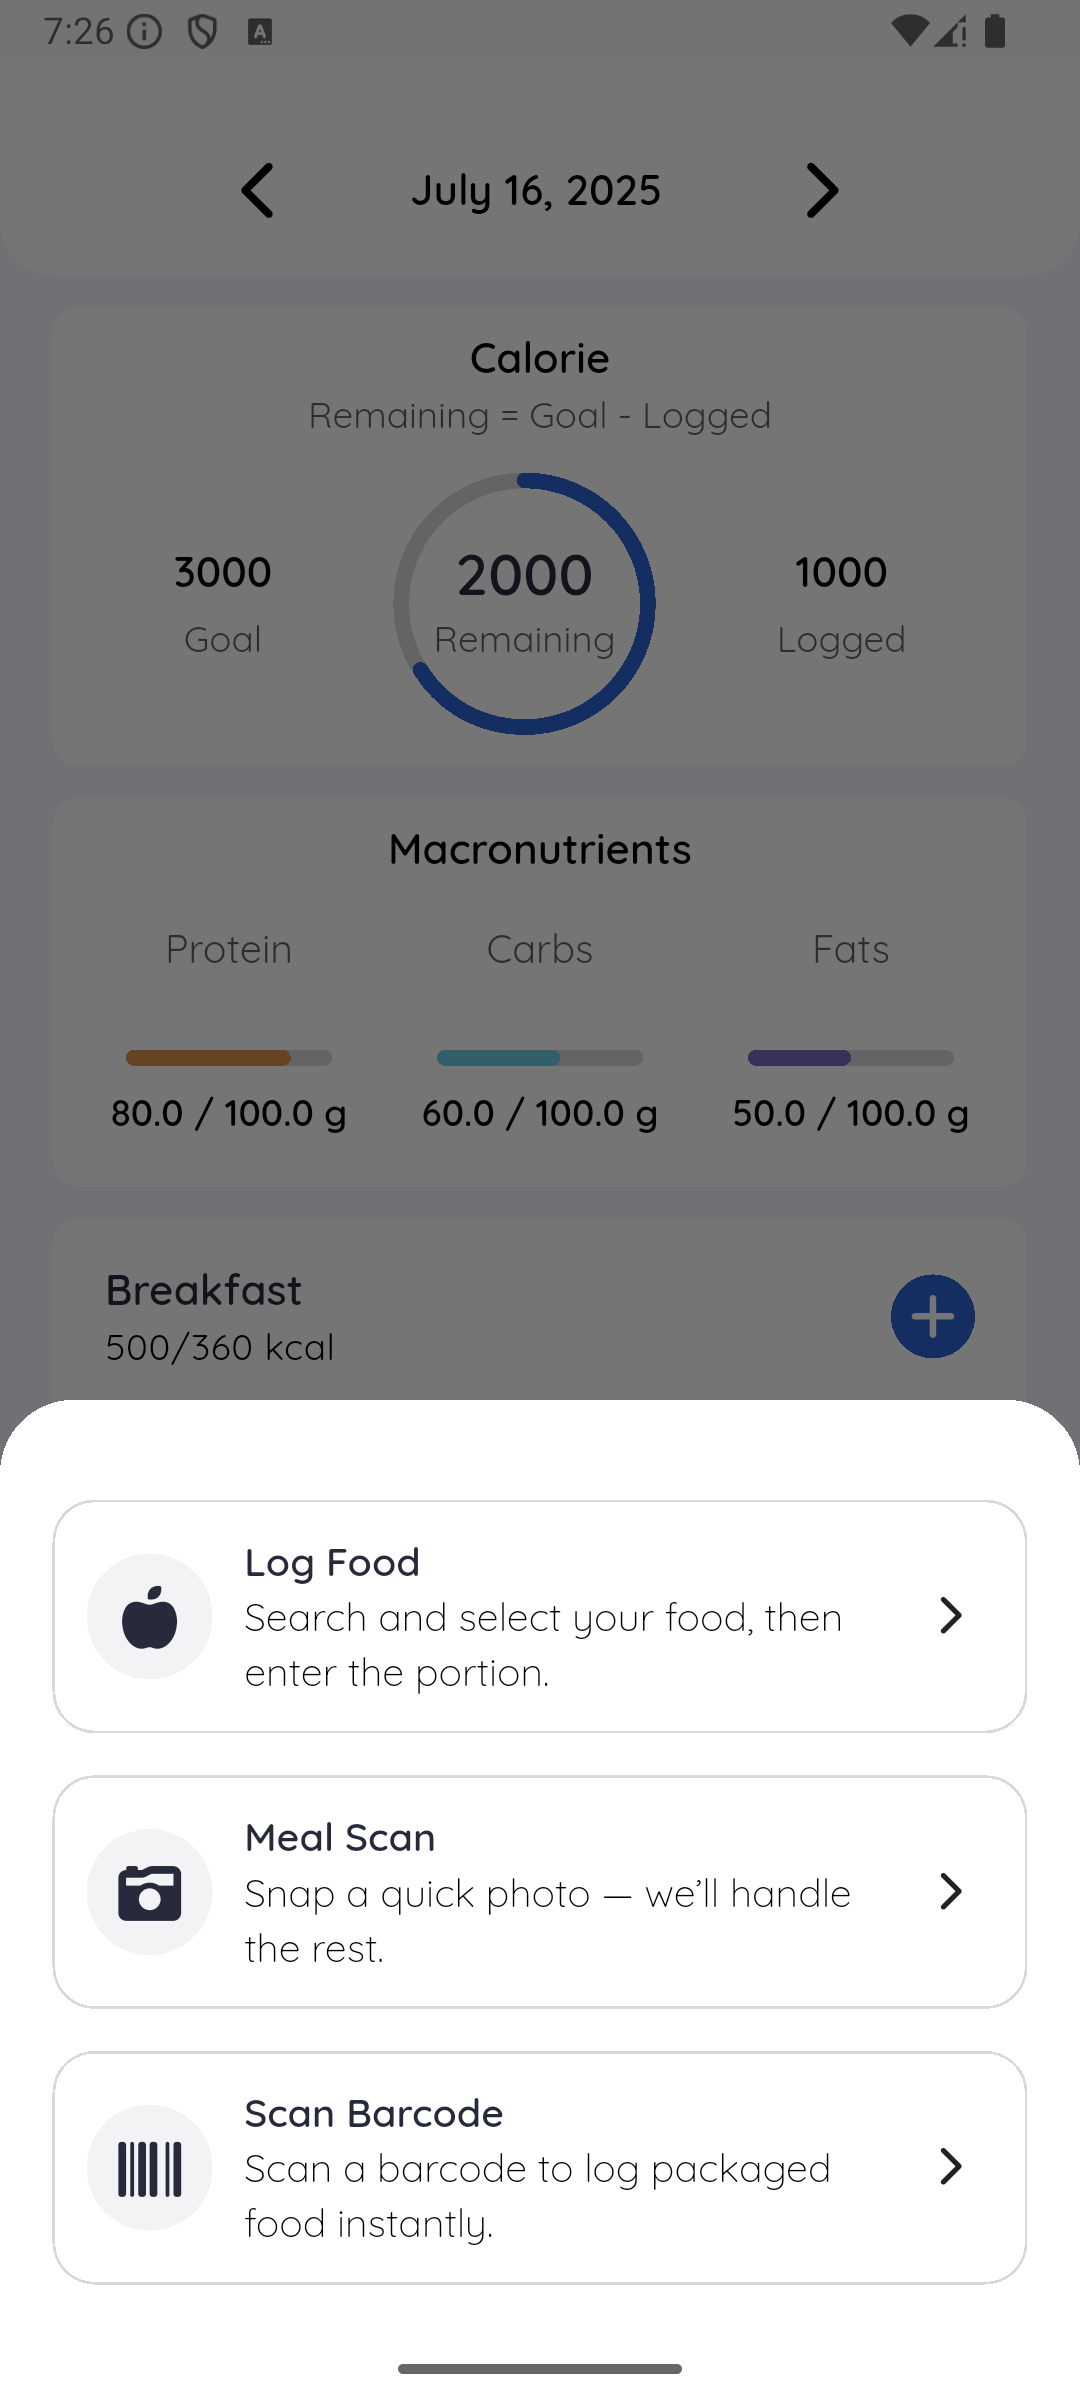 7:26
July 16, 2025
Calorie
Remaining = Goal - Logged
3000
Goal
2000
Remaining
1000
Logged
Macronutrients
Protein
Carbs
Fats
80.0 / 100.0 g
60.0 / 100.0 g
50.0 / 100.0 g
Breakfast
500/360 kcal
Log Food
Search and select your food, then
enter the portion.
Meal Scan
Snap a quick photo — we’ll handle
the rest.
Scan Barcode
Scan a barcode to log packaged
food instantly.